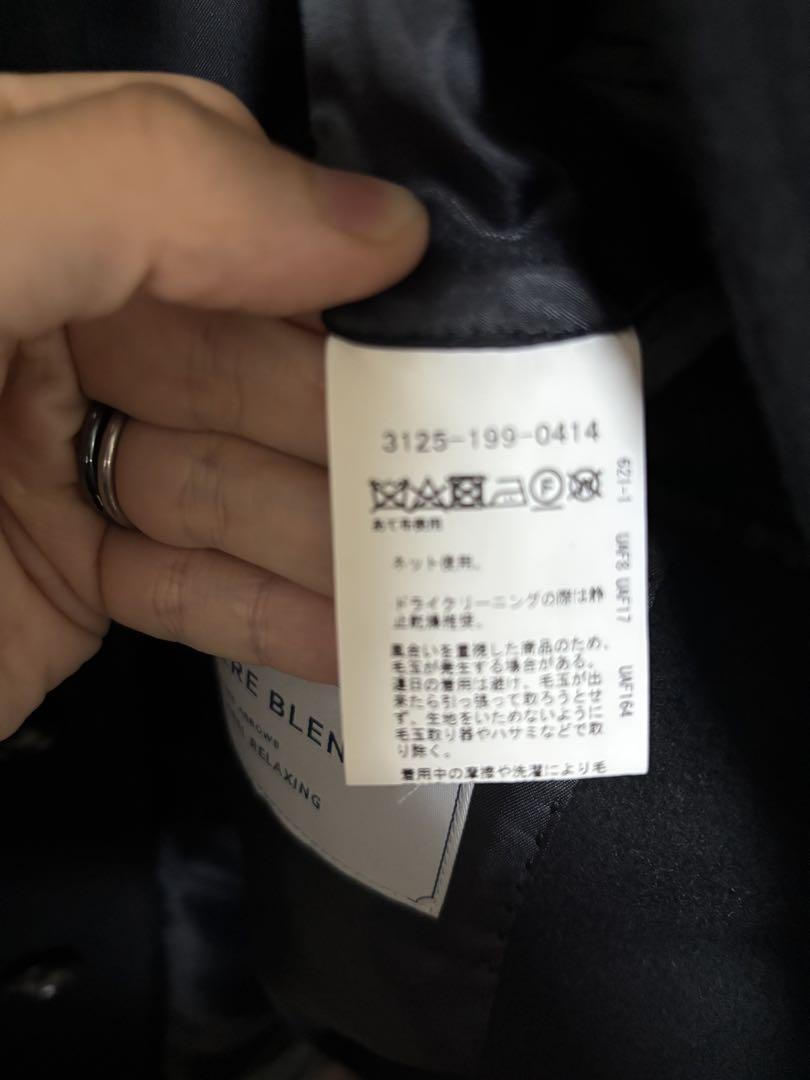 3125-199-0414
F W
あて布使用
ネット使用。
ドライクリーニングの際は静
止乾燥推奨。
風合いを重視した商品のため、
毛玉が発生する場合がある。
連日の着用は避け、毛玉が出
来たら引っ張って取ろうとせ
ず、生地をいためないように
毛玉取り器やハサミなどで取
り除く。
着用中の摩擦や洗濯により毛
621-1 UAF8 UAF17 UAF164
ERE BLEN
ARROWS
RELAXING